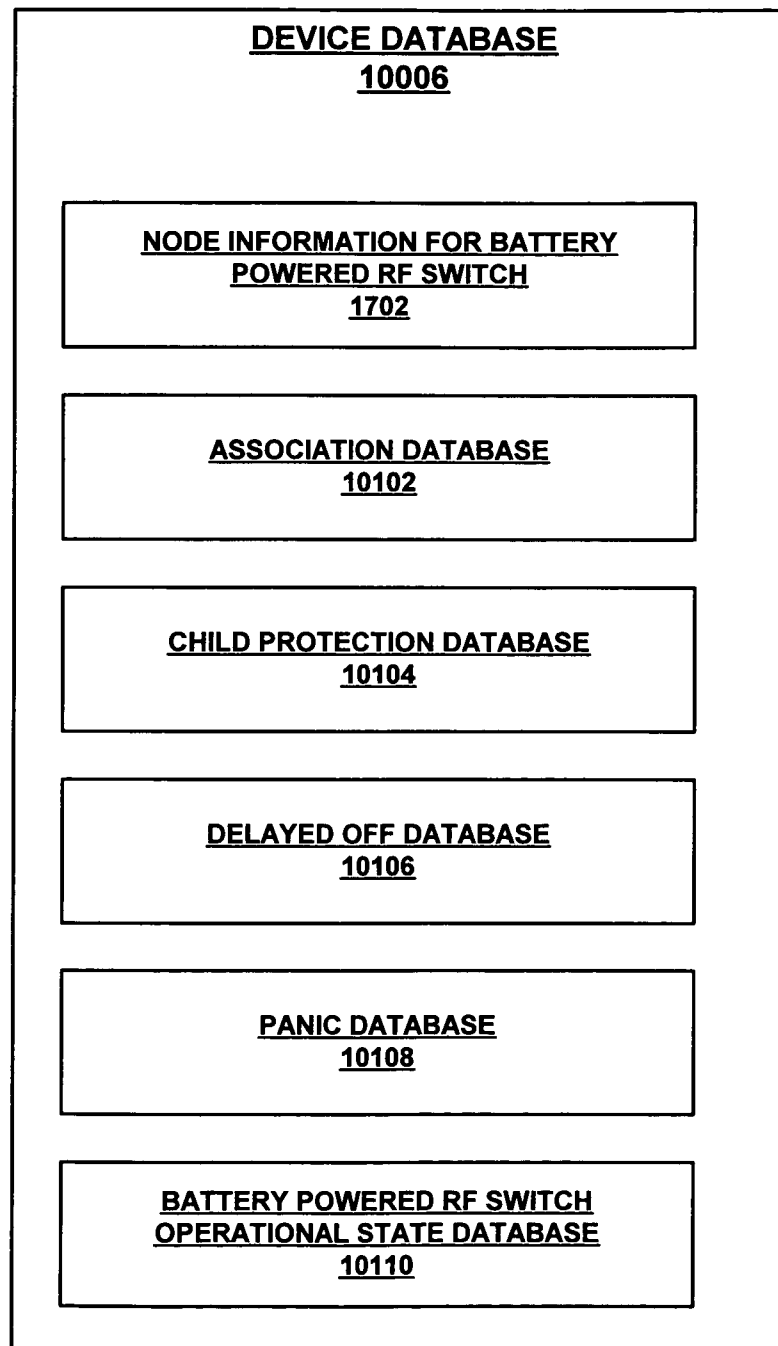 DEVICE DATABASE
10006
NODE INFORMATION FOR BATTERY
POWERED RF SWITCH
1702
ASSOCIATION DATABASE
10102
CHILD PROTECTION DATABASE
10104
DELAYED OFF DATABASE
10106
PANIC DATABASE
10108
BATTERY POWERED RF SWITCH
OPERATIONAL STATE DATABASE
10110